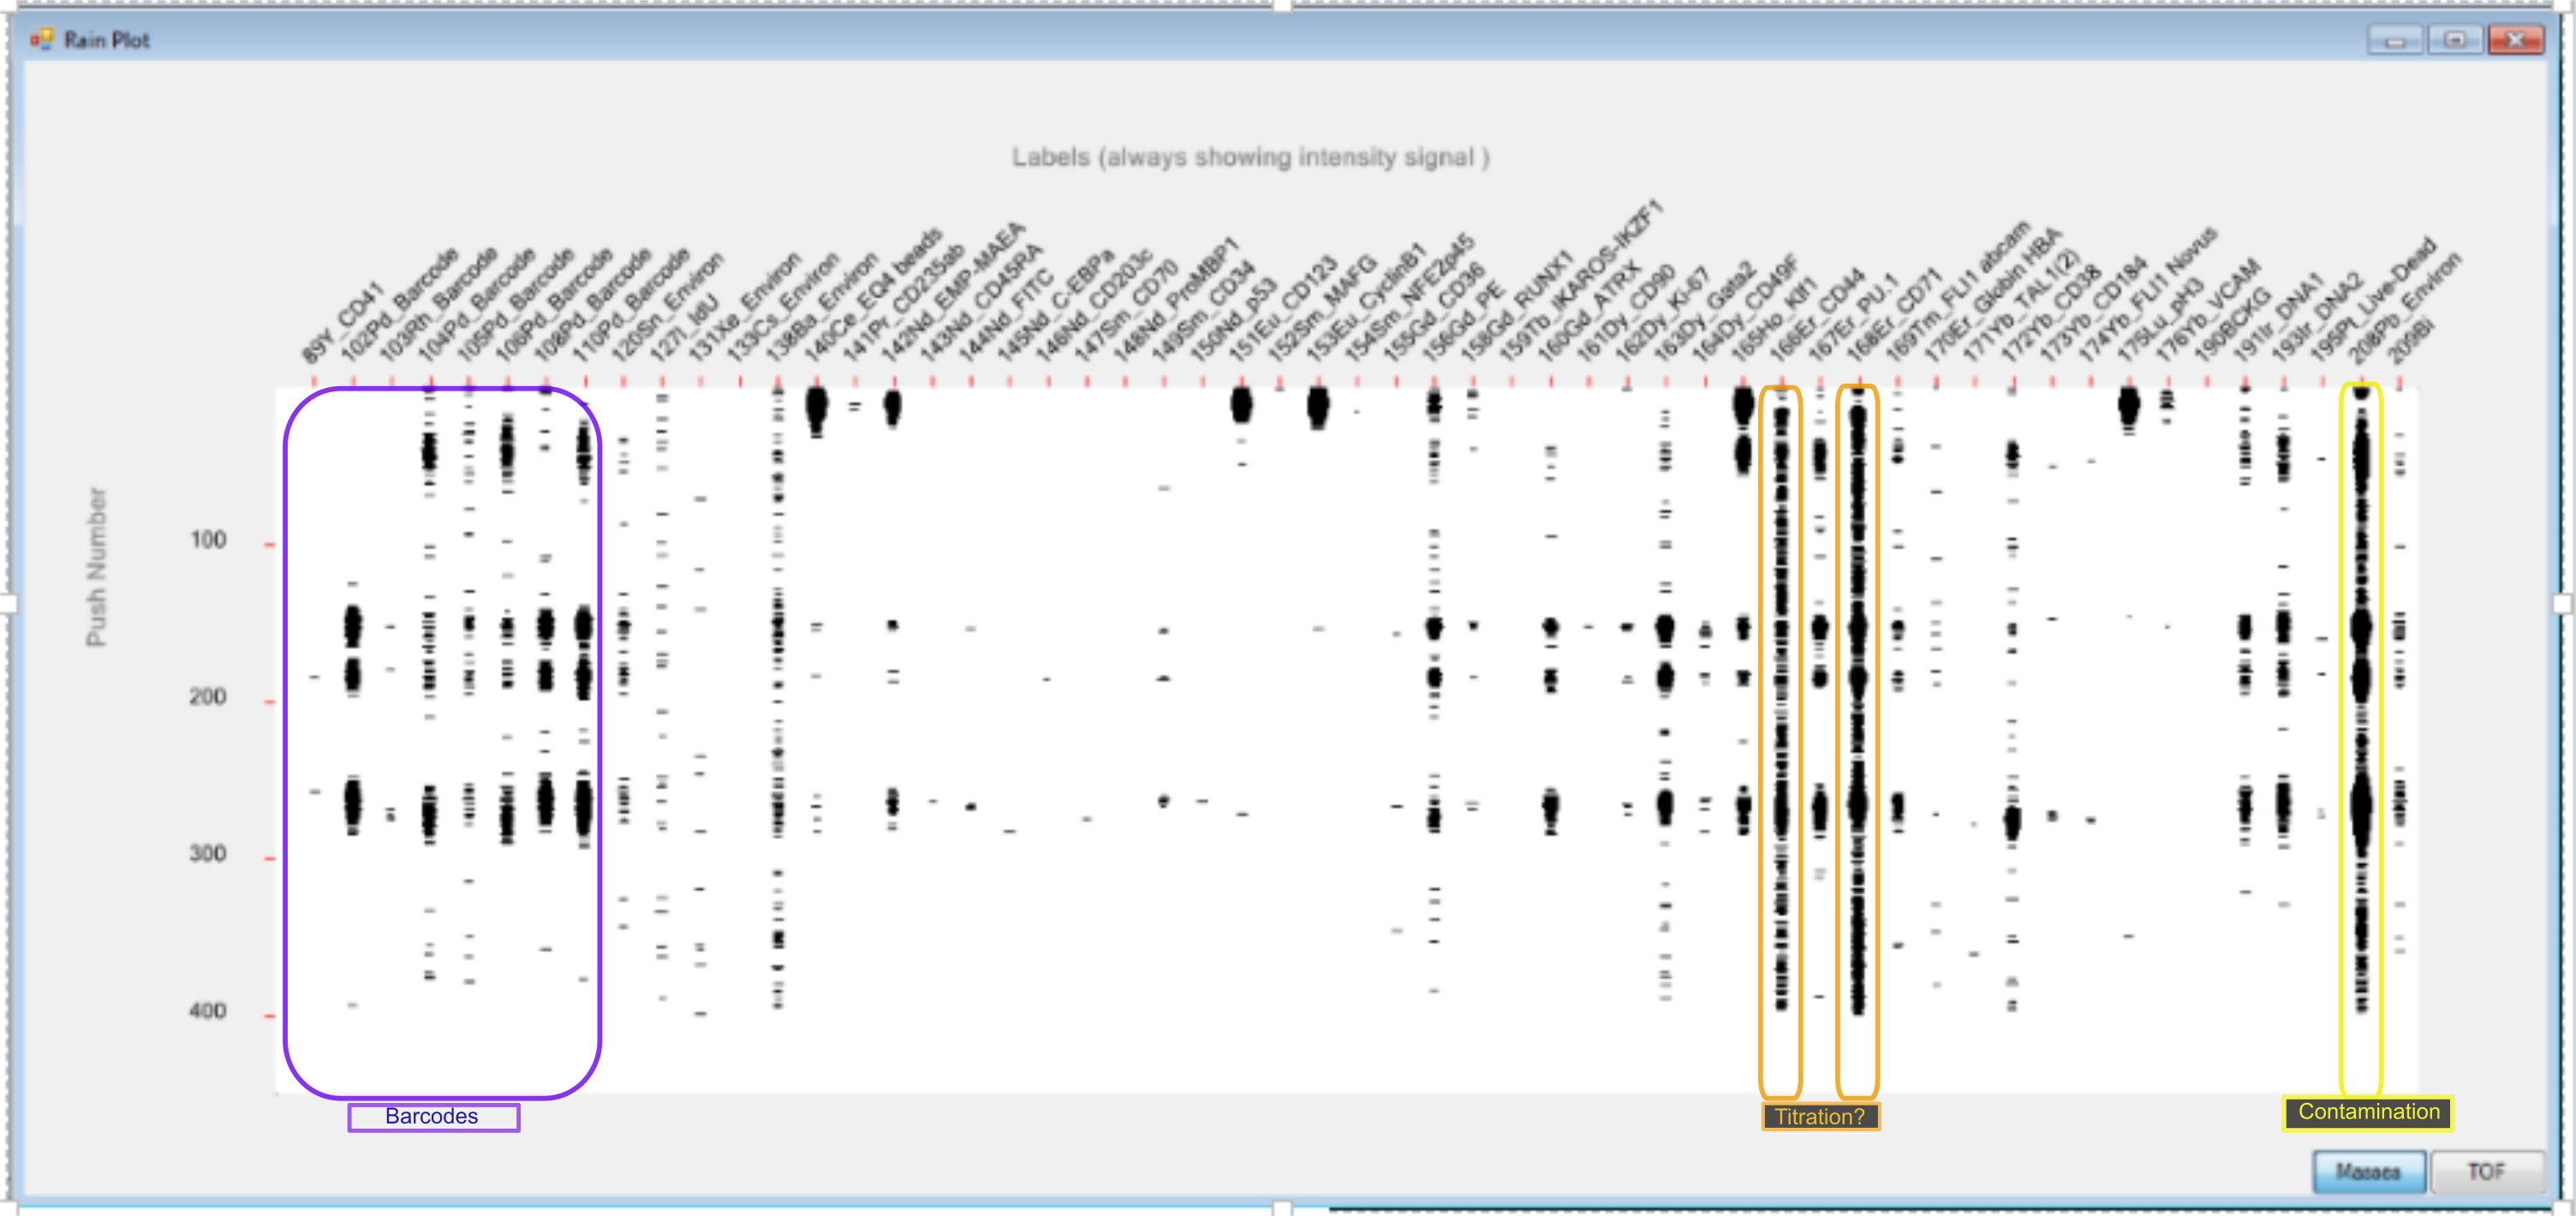 Rain Plot
Labels (always showing intensity signal )
89Y_CD41
102Pd_Barcode
103Rh_Barcode
104Pd_Barcode
105Pd_Barcode
106Pd_Barcode
108Pd_Barcode
110Pd_Barcode
120Sn_Environ
127I_IdU
131Xe_Environ
133Cs_Environ
138Ba_Environ
140Ce_EQ4 beads
141Pr_CD235ab
142Nd_EMP-MAEA
143Nd_CD45RA
144Nd_FITC
145Nd_C-EBPa
146Nd_CD203c
147Sm_CD70
148Nd_ProMBP1
149Sm_CD34
150Nd_p53
151Eu_CD123
152Sm_MAFG
153Eu_CyclinB1
154Sm_NFE2p45
155Gd_CD36
156Gd_PE
158Gd_RUNX1
159Tb_IKAROS-IKZF1
160Gd_ATRX
161Dy_CD90
162Dy_Ki-67
163Dy_Gata2
164Dy_CD49F
165Ho_Klf1
166Er_CD44
167Er_PU.1
168Er_CD71
169Tm_FLI1 abcam
170Er_Globin HBA
171Yb_TAL1(2)
172Yb_CD38
173Yb_CD184
174Yb_FLI1 Novus
175Lu_pH3
176Yb_VCAM
190BCKG
191Ir_DNA1
193Ir_DNA2
195Pt_Live-Dead
208Pb_Environ
209Bi
Push Number
100
200
300
400
Barcodes
Titration?
Contamination
Masses
TOF